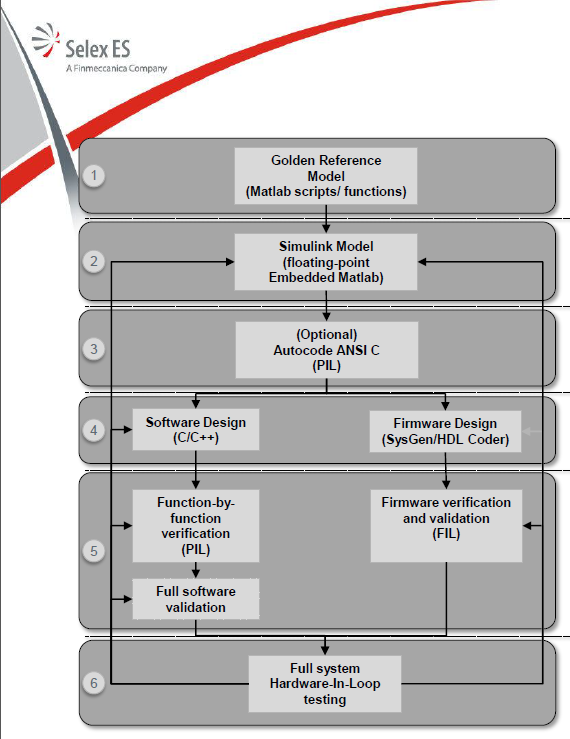 Selex ES
A Finmeccanica Company
1
Golden Reference
Model
(Matlab scripts/ functions)
2
Simulink Model
(floating-point
Embedded Matlab)
3
(Optional)
Autocode ANSI C
(PIL)
4
Software Design
(C/C++)
Firmware Design
(SysGen/HDL Coder)
5
Function-by-
function
verification
(PIL)
Firmware verification
and validation
(FIL)
Full software
validation
6
Full system
Hardware-In-Loop
testing